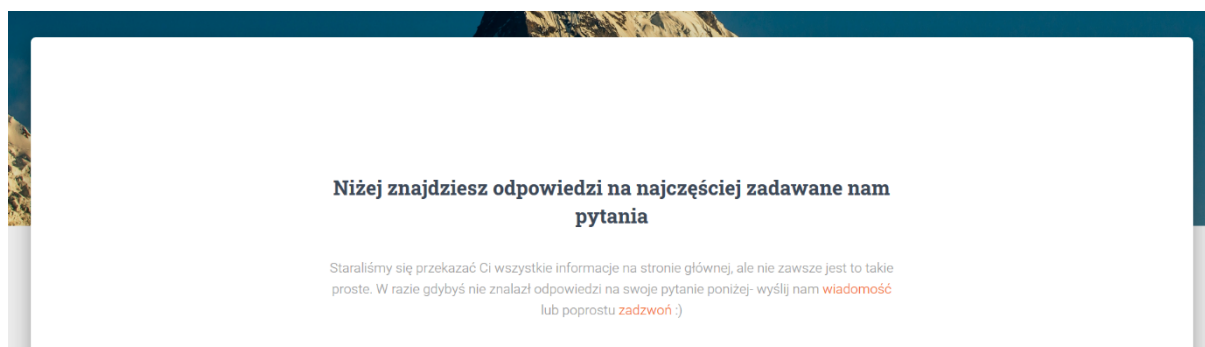 Niżej znajdziesz odpowiedzi na najczęściej zadawane nam
pytania
Staraliśmy się przekazać Ci wszystkie informacje na stronie głównej, ale nie zawsze jest to takie
proste. W razie gdybyś nie znalazł odpowiedzi na swoje pytanie poniżej- wyślij nam wiadomość
lub poprostu zadzwoń :)